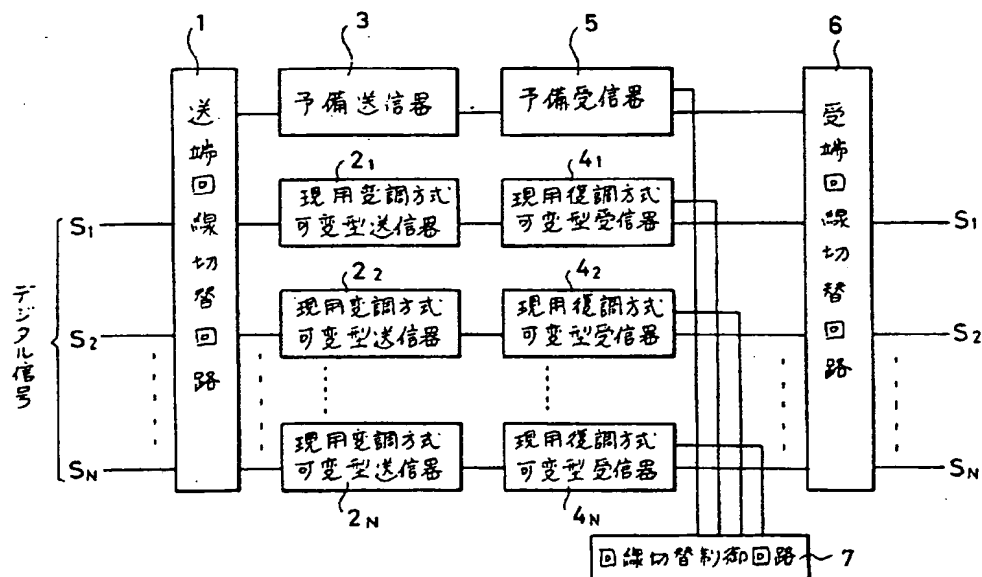 1
3
5
6
送端回線切替回路
予備送信器
予備受信器
受端回線切替回路
2₁
4₁
現用変調方式
可変型送信器
現用復調方式
可変型受信器
S₁
S₁
デジタル信号
2₂
4₂
現用変調方式
可変型送信器
現用復調方式
可変型受信器
S₂
S₂
現用変調方式
可変型送信器
現用復調方式
可変型受信器
S_N
S_N
2_N
4_N
回線切替制御回路
7